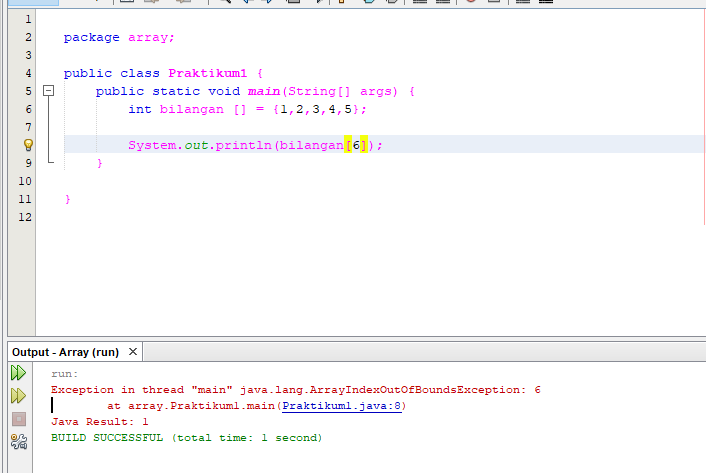 1
2 package array;
3
4 public class Praktikum1 {
5 public static void main(String[] args) {
6 int bilangan [] = {1,2,3,4,5};
7
System.out.println(bilangan[6]);
9 }
10
11 }
12
Output - Array (run) ×
run:
Exception in thread "main" java.lang.ArrayIndexOutOfBoundsException: 6
at array.Praktikum1.main(Praktikum1.java:8)
Java Result: 1
BUILD SUCCESSFUL (total time: 1 second)